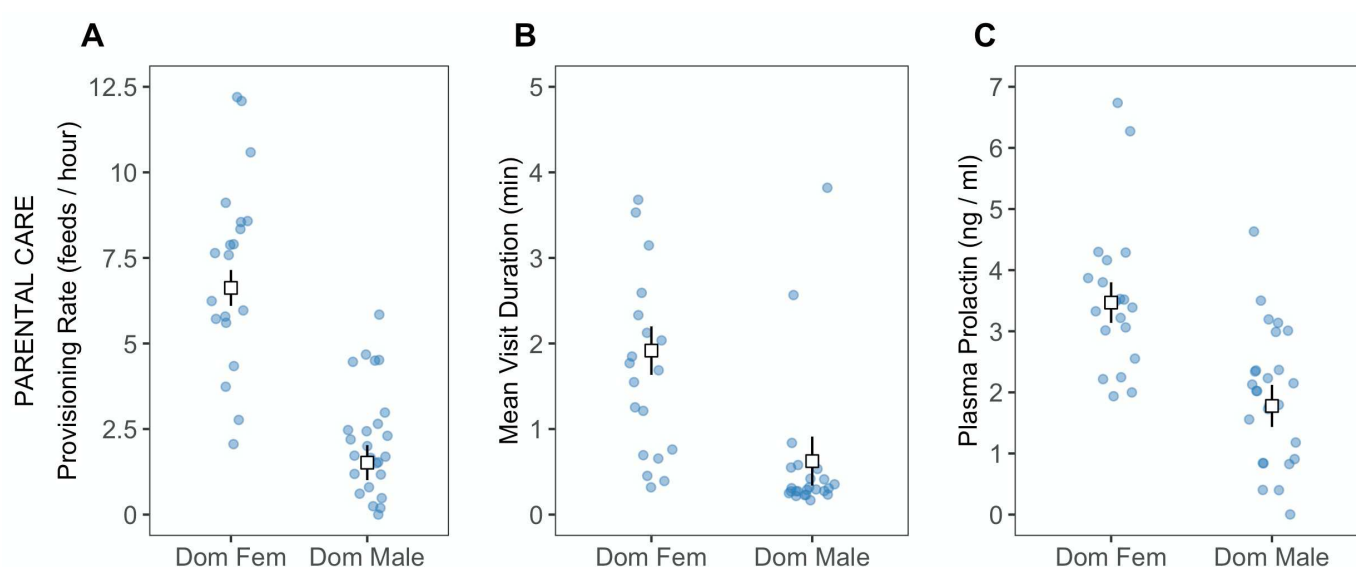 A
B
C
PARENTAL CARE
Provisioning Rate (feeds / hour)
12.5
10
7.5
5
2.5
0
Dom Fem
Dom Male
Mean Visit Duration (min)
5
4
3
2
1
0
Dom Fem
Dom Male
Plasma Prolactin (ng / ml)
7
6
5
4
3
2
1
0
Dom Fem
Dom Male